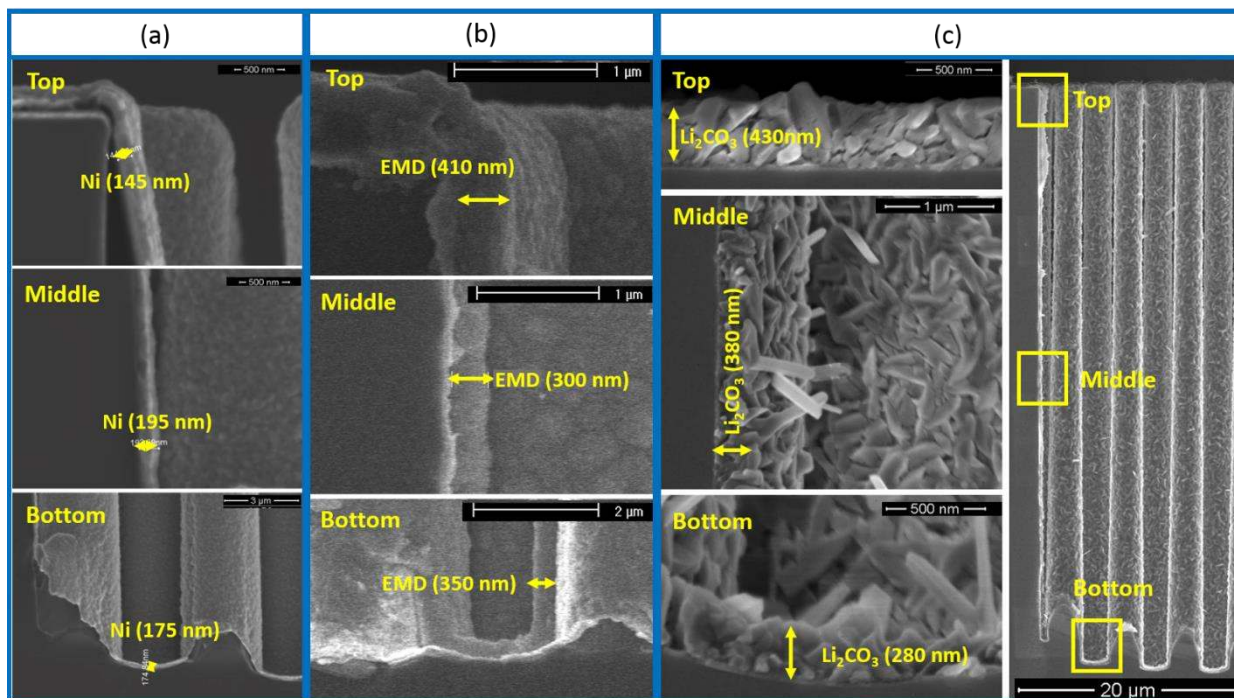 (a)
(b)
(c)
Top
500 nm
Ni (145 nm)
Middle
500 nm
Ni (195 nm)
Bottom
3 µm
Ni (175 nm)
Top
1 µm
EMD (410 nm)
Middle
1 µm
EMD (300 nm)
Bottom
2 µm
EMD (350 nm)
Top
500 nm
Li₂CO₃ (430nm)
Middle
1 µm
Li₂CO₃ (380 nm)
Bottom
500 nm
Li₂CO₃ (280 nm)
Top
Middle
Bottom
20 µm